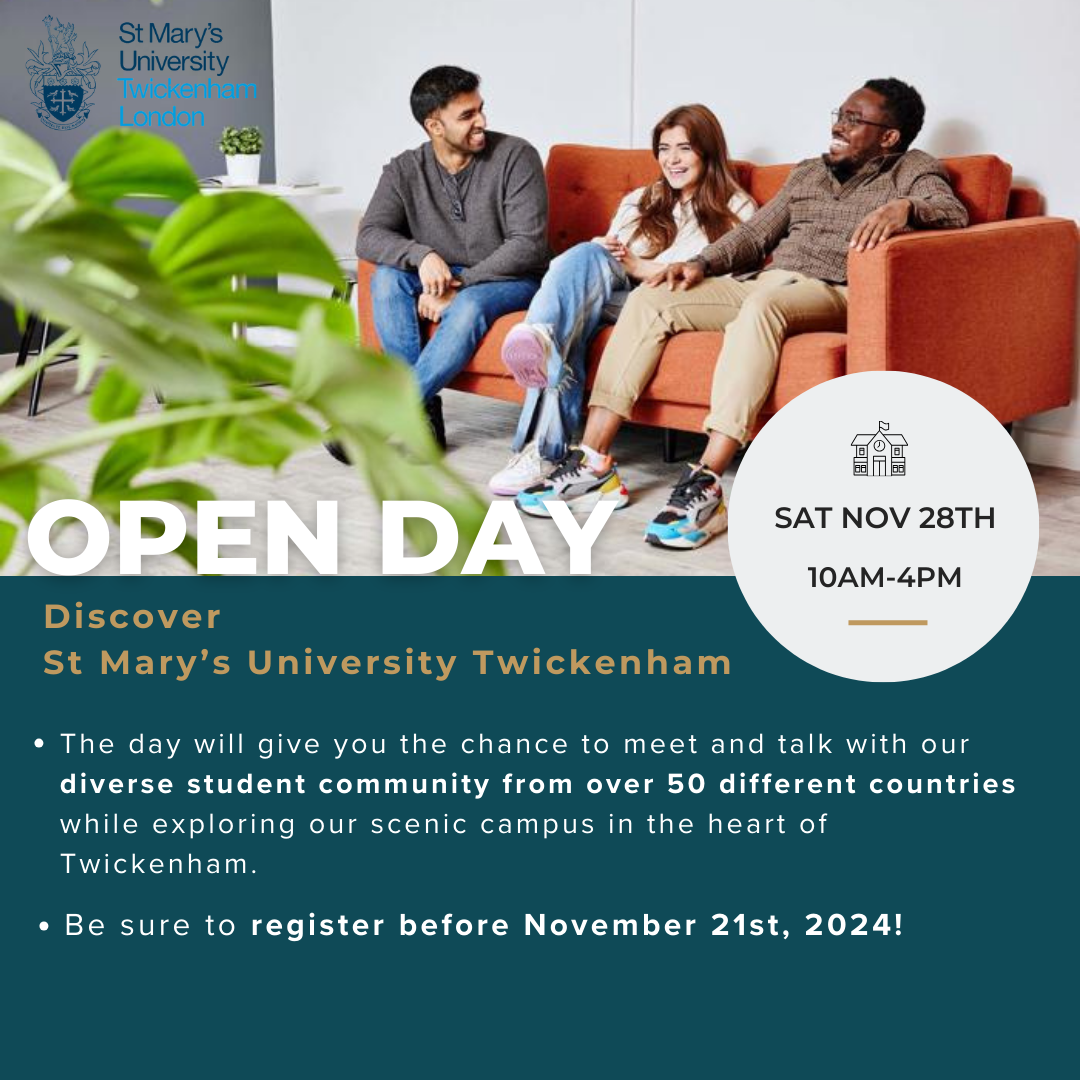 St Mary's
University
Twickenham
London
OPEN DAY
SAT NOV 28TH
10AM-4PM
Discover
St Mary’s University Twickenham
• The day will give you the chance to meet and talk with our
diverse student community from over 50 different countries
while exploring our scenic campus in the heart of
Twickenham.
• Be sure to register before November 21st, 2024!